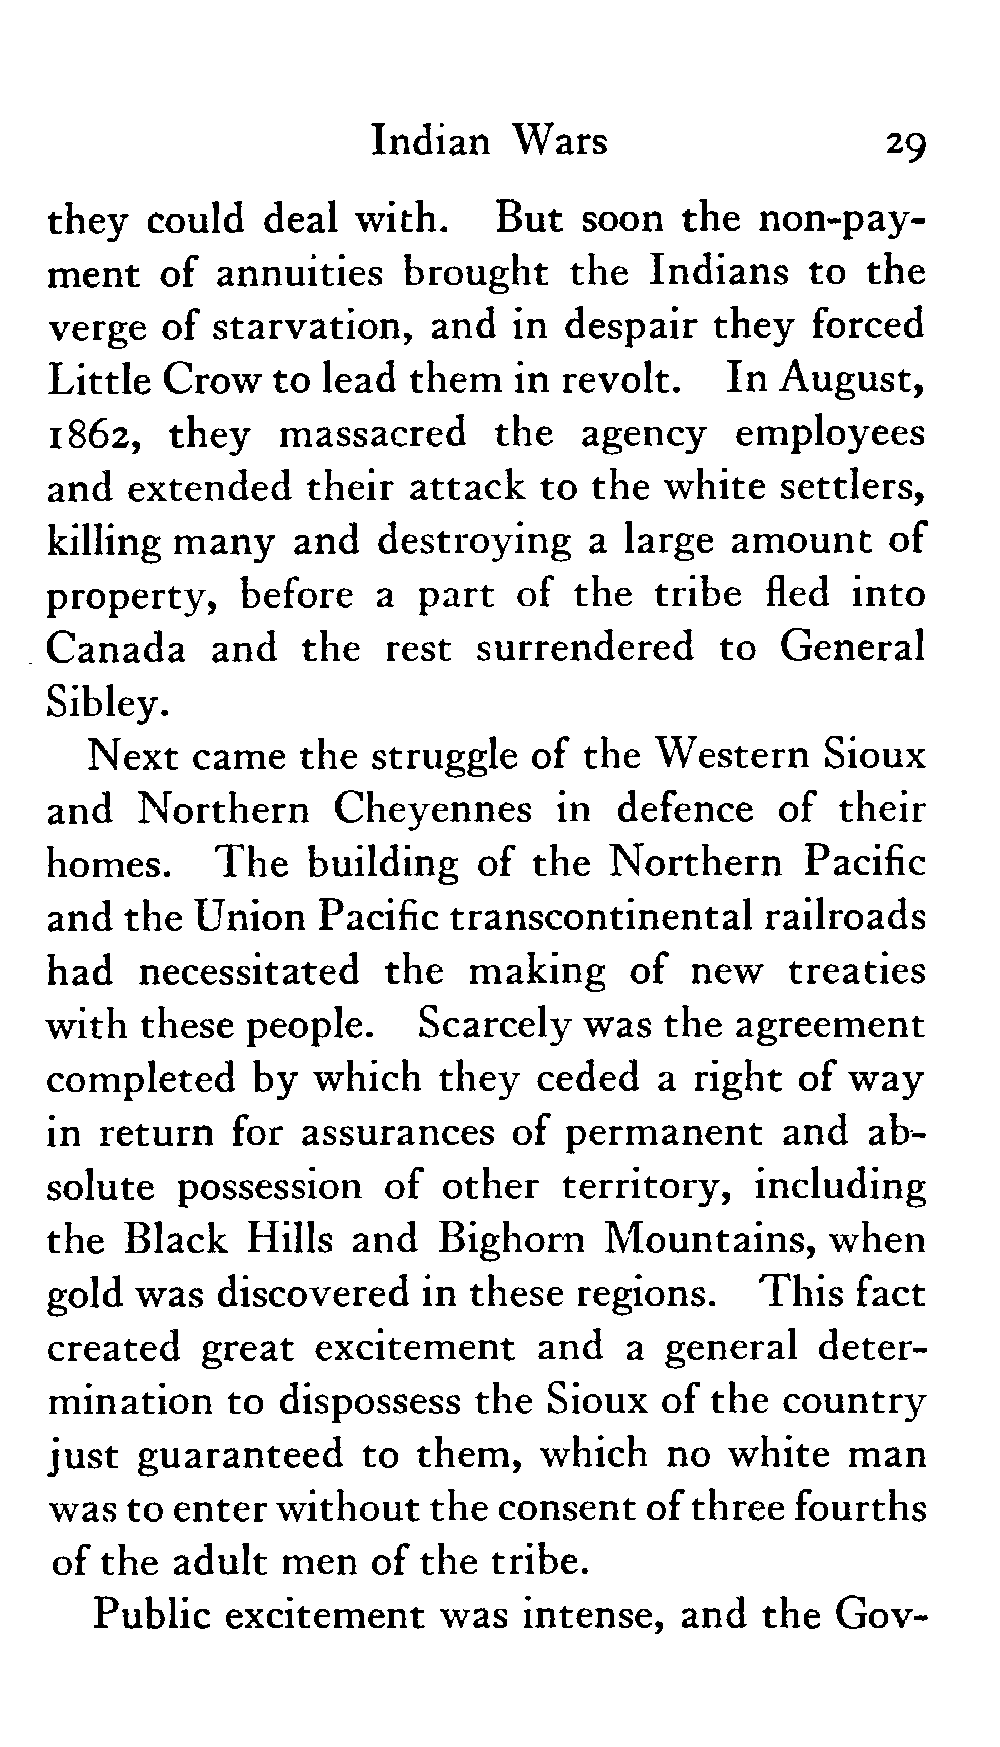 Indian Wars 29
they could deal with. But soon the non-pay-
ment of annuities brought the Indians to the
verge of starvation, and in despair they forced
Little Crow to lead them in revolt. In August,
1862, they massacred the agency employees
and extended their attack to the white settlers,
killing many and destroying a large amount of
property, before a part of the tribe fled into
Canada and the rest surrendered to General
Sibley.
Next came the struggle of the Western Sioux
and Northern Cheyennes in defence of their
homes. The building of the Northern Pacific
and the Union Pacific transcontinental railroads
had necessitated the making of new treaties
with these people. Scarcely was the agreement
completed by which they ceded a right of way
in return for assurances of permanent and ab-
solute possession of other territory, including
the Black Hills and Bighorn Mountains, when
gold was discovered in these regions. This fact
created great excitement and a general deter-
mination to dispossess the Sioux of the country
just guaranteed to them, which no white man
was to enter without the consent of three fourths
of the adult men of the tribe.
Public excitement was intense, and the Gov-